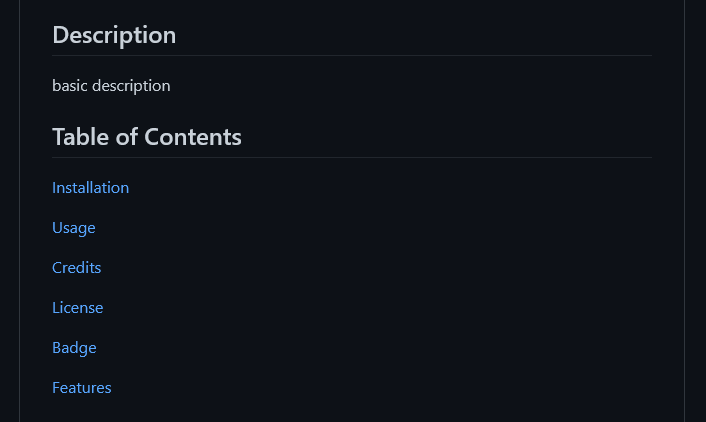 Description
basic description
Table of Contents
Installation
Usage
Credits
License
Badge
Features